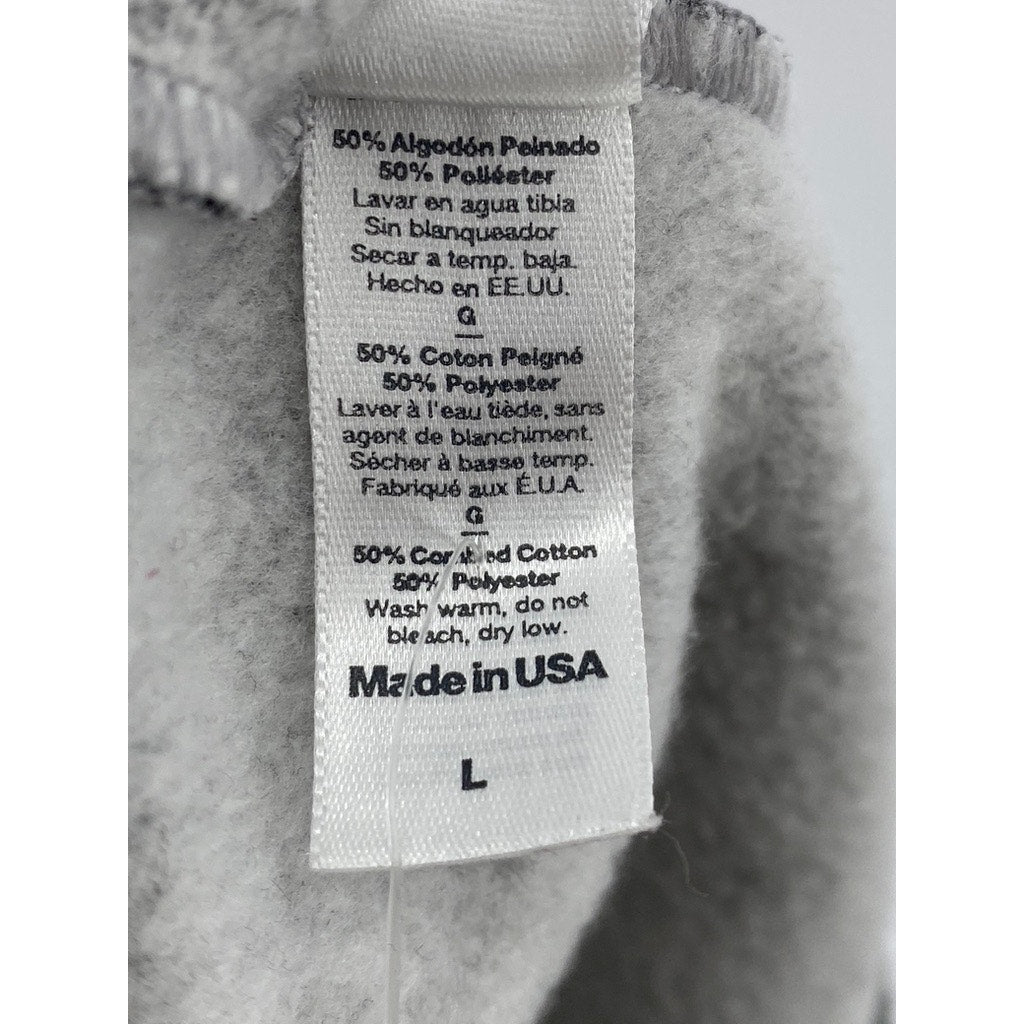 50% Algodón Peinado
50% Poliéster
Lavar en agua tibia
Sin blanqueador
Secar a temp. baja.
Hecho en EE.UU.
G
50% Coton Peigné
50% Polyester
Laver à l'eau tiède, sans
agent de blanchiment.
Sécher à basse temp.
Fabriqué aux É.U.A.
G
50% Combed Cotton
50% Polyester
Wash warm, do not
bleach, dry low.
Made in USA
L